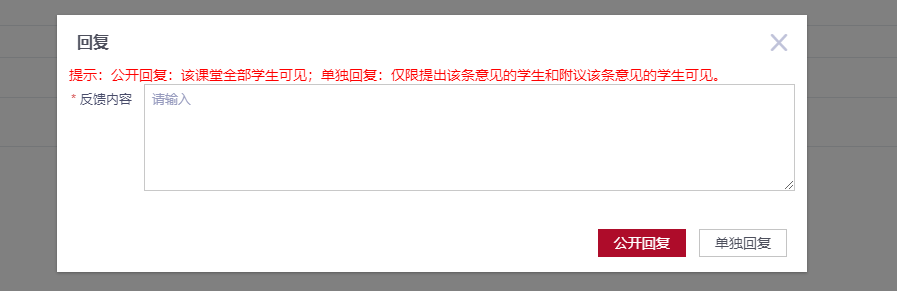 回复
提示：公开回复：该课堂全部学生可见；单独回复：仅限提出该条意见的学生和附议该条意见的学生可见。
* 反馈内容 请输入
公开回复 单独回复